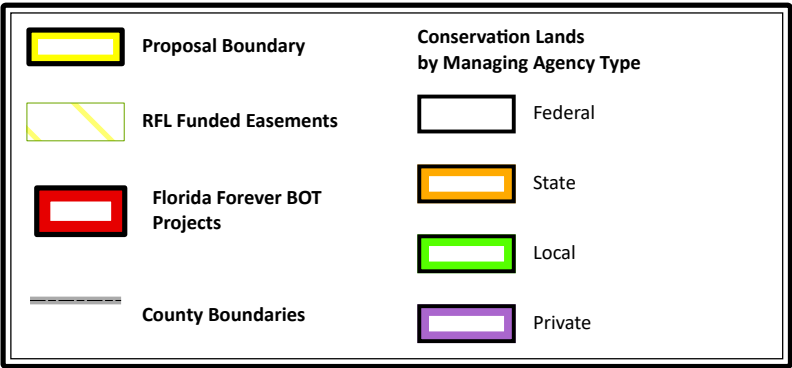 Proposal Boundary
RFL Funded Easements
Florida Forever BOT
Projects
County Boundaries
Conservation Lands
by Managing Agency Type
Federal
State
Local
Private